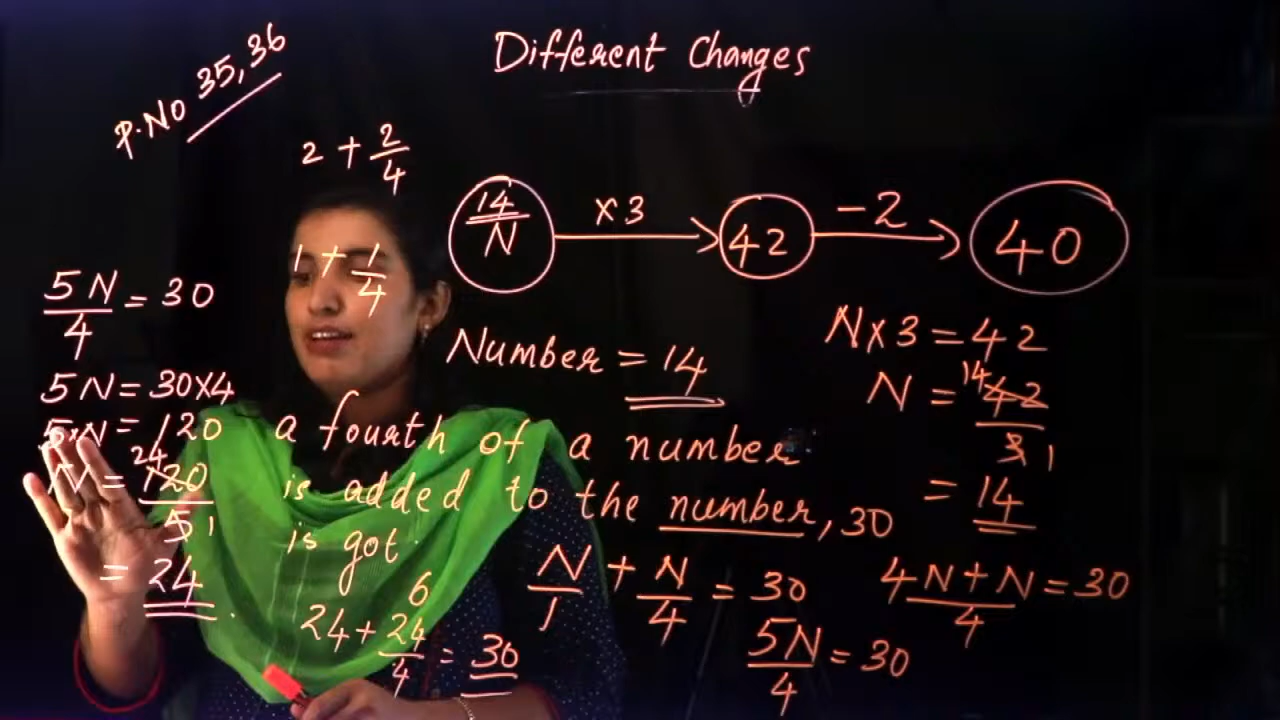 Different Changes
P.NO 35, 36
2 + 2/4
1 + 1/4
14/N ×3 → 42 -2 → 40
N×3 = 42
N = 14 42/3 1
= 14
Number = 14
a fourth of a number
is added to the number, 30
is got.
N/1 + N/4 = 30
4N+N/4 = 30
5N/4 = 30
5N/4 = 30
5N = 30×4
5×N = 120
N = 24 120/5 1
= 24.
6
24 + 24/4 = 30